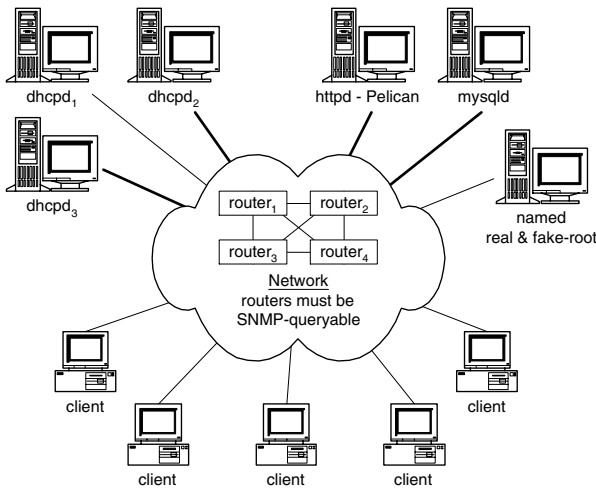 dhcpd₁
dhcpd₂
httpd - Pelican
mysqld
dhcpd₃
named
real & fake-root
router₁
router₂
router₃
router₄
Network
routers must be
SNMP-queryable
client
client
client
client
client